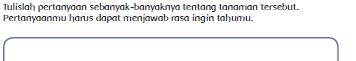 Tulislah pertanyaan sebanyak-banyaknya tentang tanaman tersebut.
Pertanyaanmu harus dapat menjawab rasa ingin tahumu.